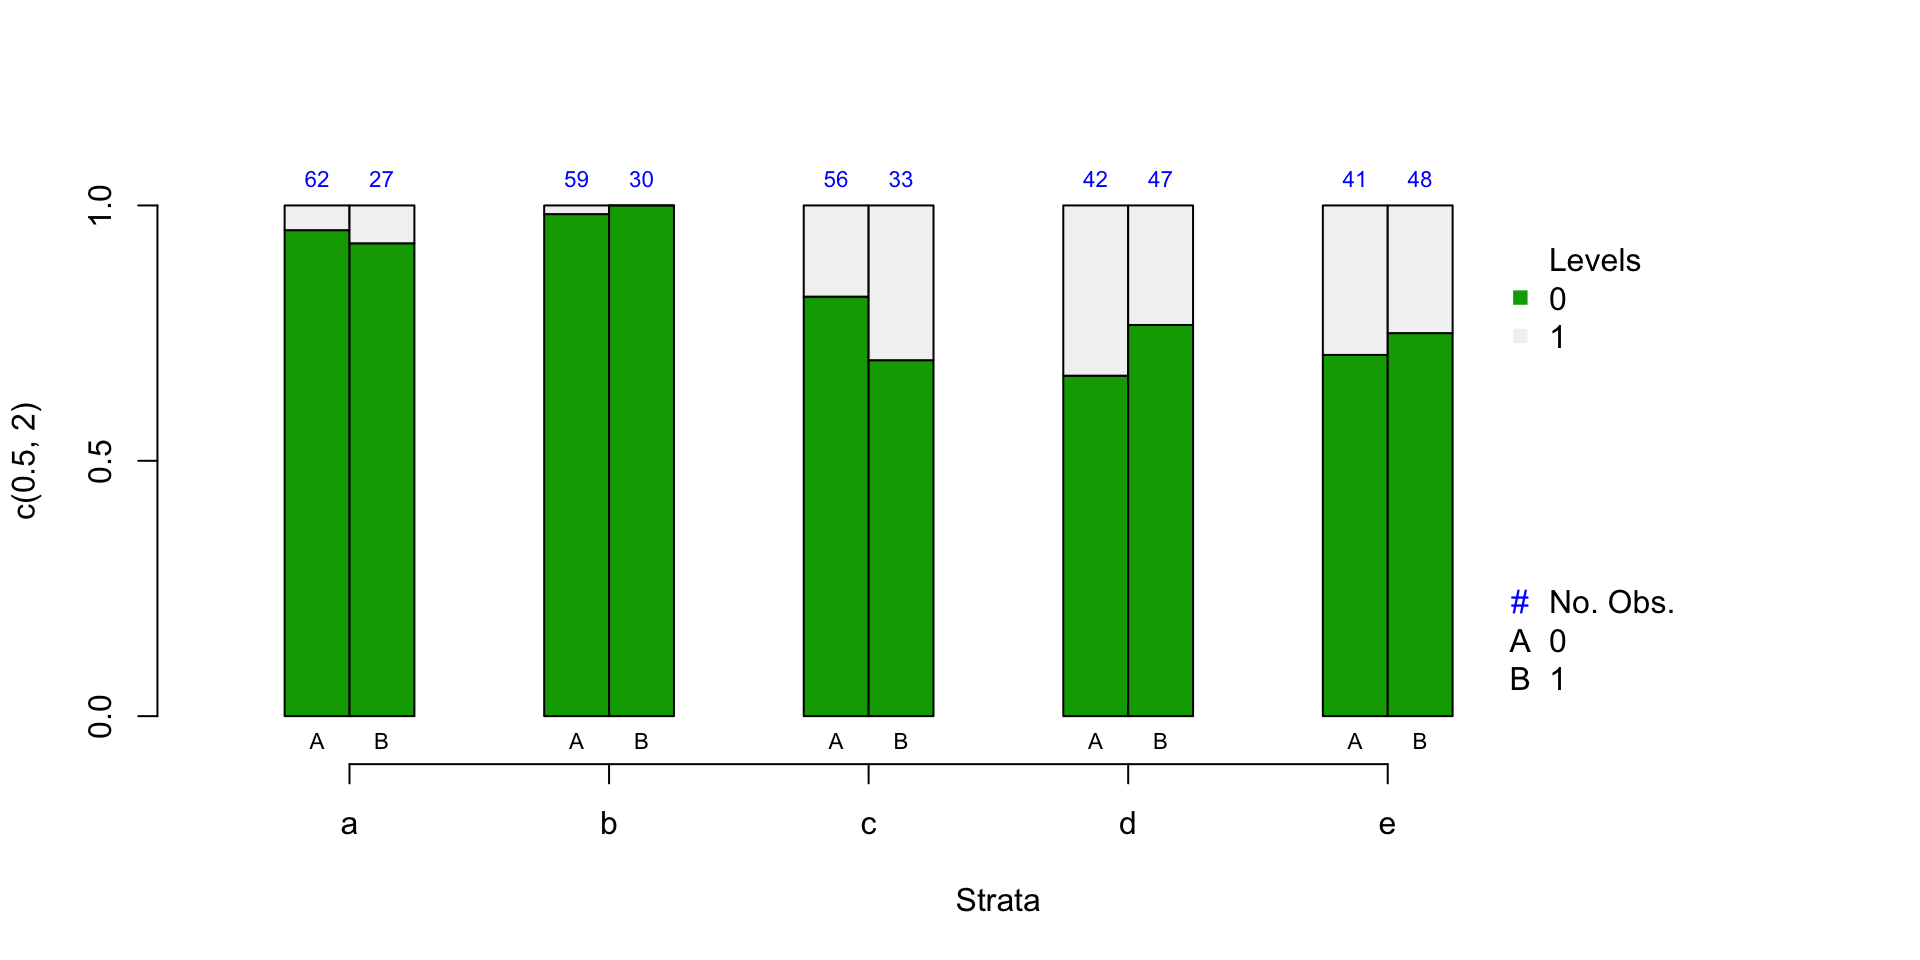 62 27 59 30 56 33 42 47 41 48
1.0
0.5
0.0
c(0.5, 2)
Levels
0
1
# No. Obs.
A 0
B 1
A B A B A B A B A B
a b c d e
Strata